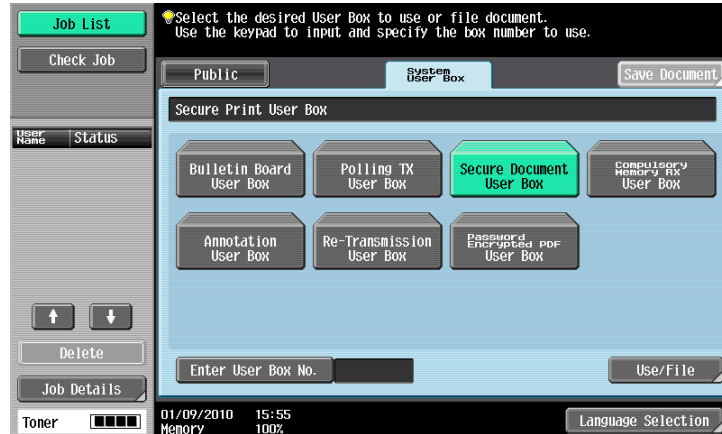 Job List
Check Job
Select the desired User Box to use or file document.
Use the keypad to input and specify the box number to use.
Public
System
User Box
Save Document
Secure Print User Box
User
Name
Status
Bulletin Board
User Box
Polling TX
User Box
Secure Document
User Box
Compulsory
Memory RX
User Box
Annotation
User Box
Re-Transmission
User Box
Password
Encrypted PDF
User Box
Delete
Job Details
Enter User Box No.
Use/File
Toner
01/09/2010 15:55
Memory 100%
Language Selection